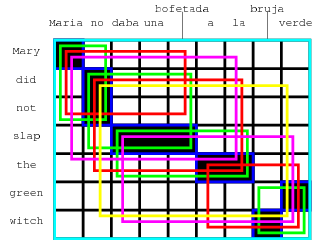 bofetada bruja
Maria no daba una a la verde
Mary
did
not
slap
the
green
witch